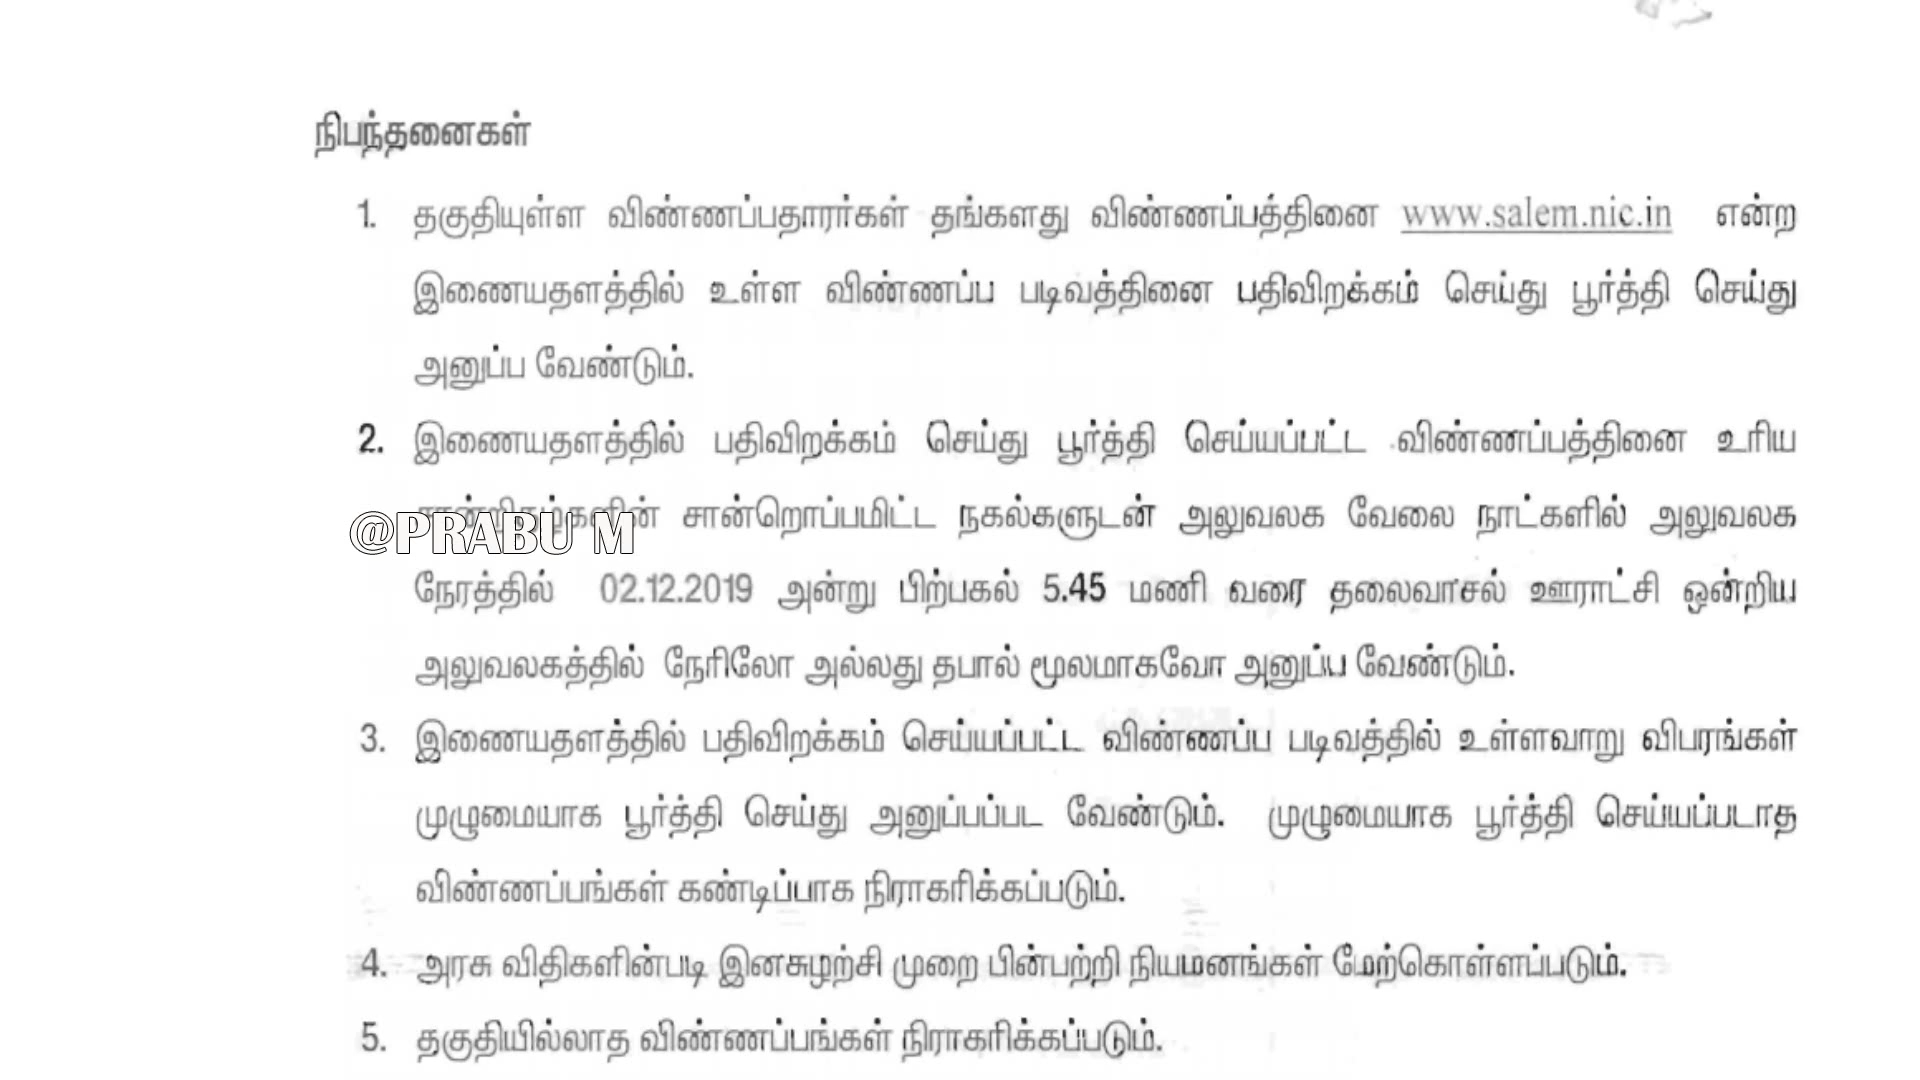 நிபந்தனைகள்
1. தகுதியுள்ள விண்ணப்பதாரர்கள் தங்களது விண்ணப்பத்தினை www.salem.nic.in என்ற
இணையதளத்தில் உள்ள விண்ணப்ப படிவத்தினை பதிவிறக்கம் செய்து பூர்த்தி செய்து
அனுப்ப வேண்டும்.
2. இணையதளத்தில் பதிவிறக்கம் செய்து பூர்த்தி செய்யப்பட்ட விண்ணப்பத்தினை உரிய
சான்றிதழ்களின் சான்றொப்பமிட்ட நகல்களுடன் அலுவலக வேலை நாட்களில் அலுவலக
@PRABU M
நேரத்தில் 02.12.2019 அன்று பிற்பகல் 5.45 மணி வரை தலைவாசல் ஊராட்சி ஒன்றிய
அலுவலகத்தில் நேரிலோ அல்லது தபால் மூலமாகவோ அனுப்ப வேண்டும்.
3. இணையதளத்தில் பதிவிறக்கம் செய்யப்பட்ட விண்ணப்ப படிவத்தில் உள்ளவாறு விபரங்கள்
முழுமையாக பூர்த்தி செய்து அனுப்பப்பட வேண்டும். முழுமையாக பூர்த்தி செய்யப்படாத
விண்ணப்பங்கள் கண்டிப்பாக நிராகரிக்கப்படும்.
4. அரசு விதிகளின்படி இனசுழற்சி முறை பின்பற்றி நியமனங்கள் மேற்கொள்ளப்படும்.
5. தகுதியில்லாத விண்ணப்பங்கள் நிராகரிக்கப்படும்.